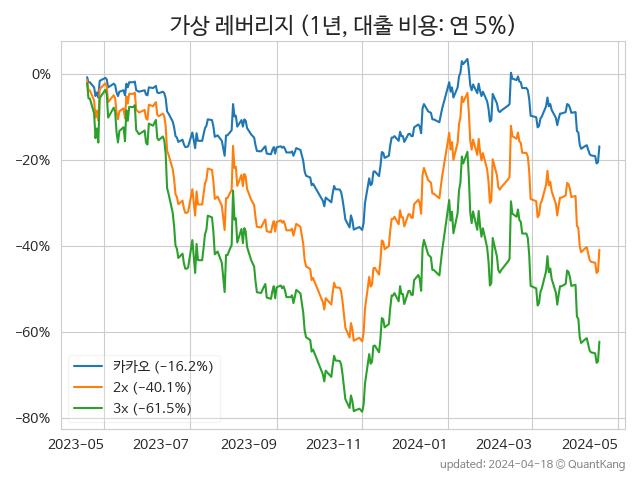 가상 레버리지 (1년, 대출 비용: 연 5%)
0%
−20%
−40%
−60%
−80%
카카오 (−16.2%)
2x (−40.1%)
3x (−61.5%)
2023-05 2023-07 2023-09 2023-11 2024-01 2024-03 2024-05
updated: 2024-04-18 © QuantKang